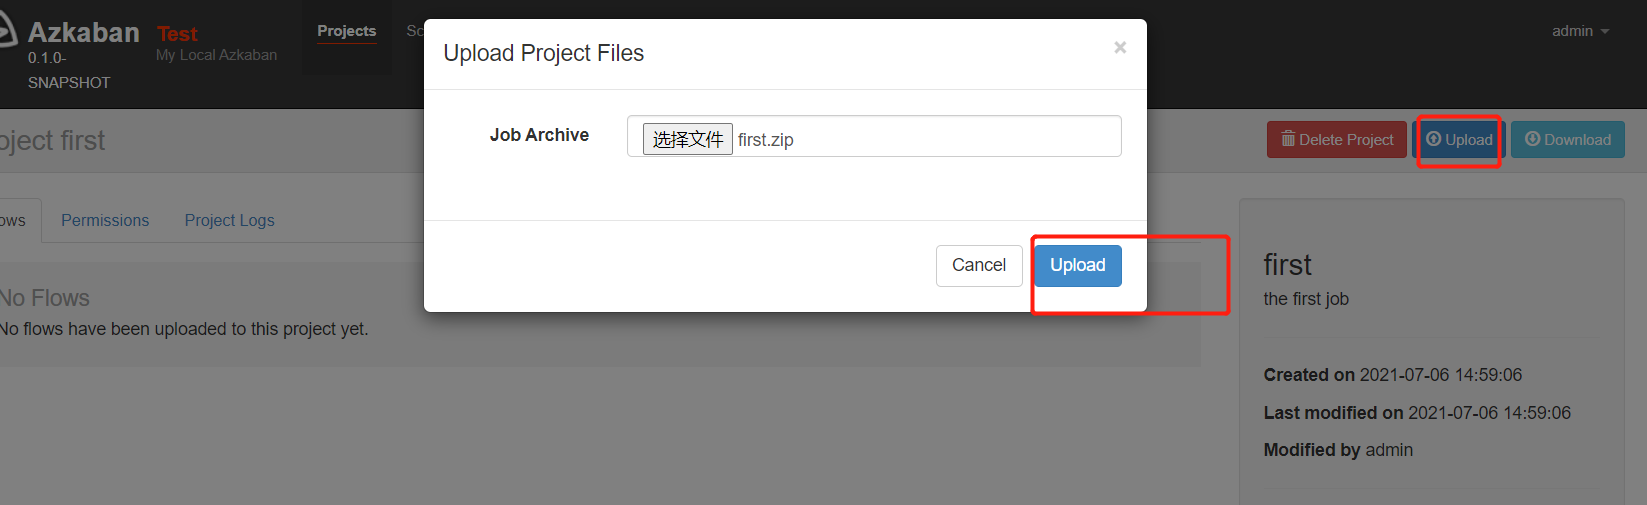 Azkaban
0.1.0-
SNAPSHOT
Test
My Local Azkaban
Projects
Sc
admin
Upload Project Files
×
Job Archive
选择文件 first.zip
Cancel
Upload
oject first
Delete Project
Upload
Download
ows
Permissions
Project Logs
No Flows
No flows have been uploaded to this project yet.
first
the first job
Created on 2021-07-06 14:59:06
Last modified on 2021-07-06 14:59:06
Modified by admin